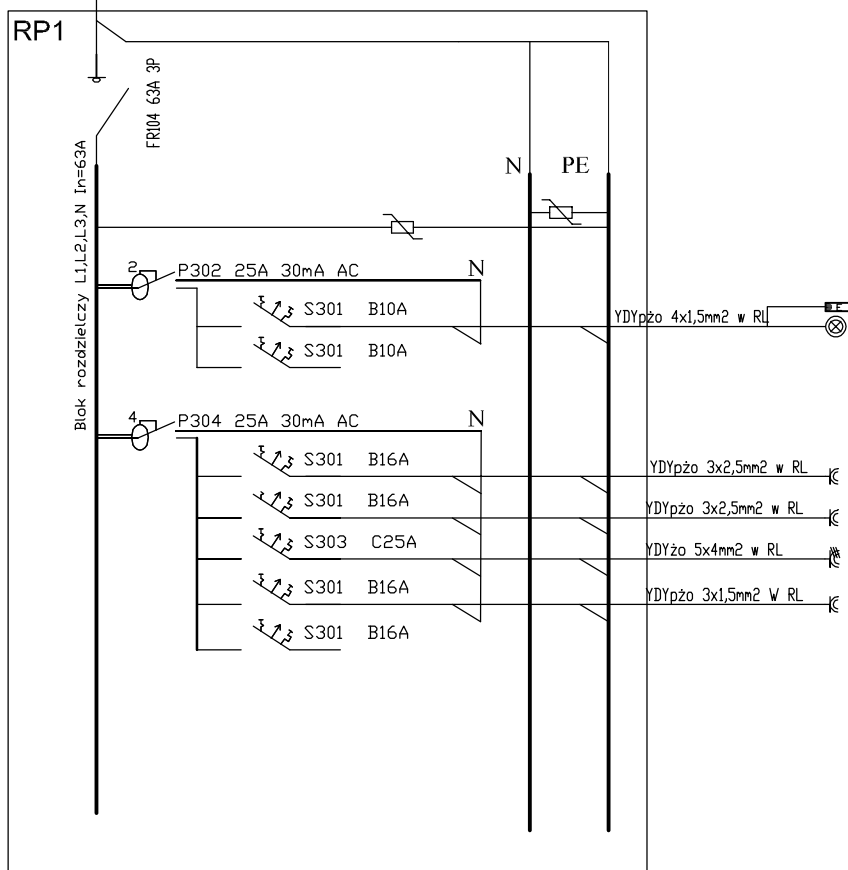 RP1
FR104 63A 3P
Blok rozdzielczy L1,L2,L3,N In=63A
N PE
2 P302 25A 30mA AC N
S301 B10A
YDYpżo 4x1,5mm2 w RL
S301 B10A
4 P304 25A 30mA AC N
S301 B16A
YDYpżo 3x2,5mm2 w RL
S301 B16A
YDYpżo 3x2,5mm2 w RL
S303 C25A
YDYżo 5x4mm2 w RL
S301 B16A
YDYpżo 3x1,5mm2 W RL
S301 B16A